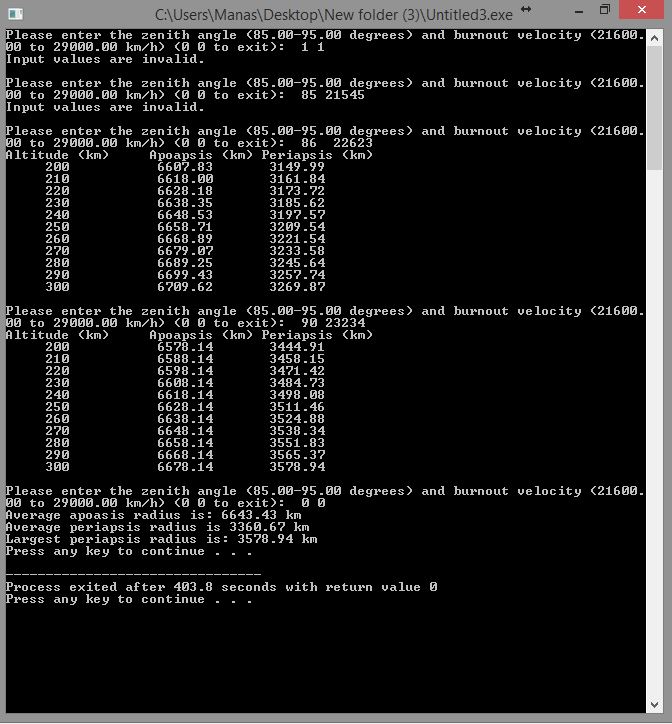 C:\Users\Manas\Desktop\New folder (3)\Untitled3.exe
Please enter the zenith angle (85.00-95.00 degrees) and burnout velocity (21600.
00 to 29000.00 km/h) (0 0 to exit):  1 1
Input values are invalid.
Please enter the zenith angle (85.00-95.00 degrees) and burnout velocity (21600.
00 to 29000.00 km/h) (0 0 to exit):  85 21545
Input values are invalid.
Please enter the zenith angle (85.00-95.00 degrees) and burnout velocity (21600.
00 to 29000.00 km/h) (0 0 to exit):  86  22623
Altitude (km)     Apoapsis (km) Periapsis (km)
200           6607.83       3149.99
210           6618.00       3161.84
220           6628.18       3173.72
230           6638.35       3185.62
240           6648.53       3197.57
250           6658.71       3209.54
260           6668.89       3221.54
270           6679.07       3233.58
280           6689.25       3245.64
290           6699.43       3257.74
300           6709.62       3269.87
Please enter the zenith angle (85.00-95.00 degrees) and burnout velocity (21600.
00 to 29000.00 km/h) (0 0 to exit):  90 23234
Altitude (km)     Apoapsis (km) Periapsis (km)
200           6578.14       3444.91
210           6588.14       3458.15
220           6598.14       3471.42
230           6608.14       3484.73
240           6618.14       3498.08
250           6628.14       3511.46
260           6638.14       3524.88
270           6648.14       3538.34
280           6658.14       3551.83
290           6668.14       3565.37
300           6678.14       3578.94
Please enter the zenith angle (85.00-95.00 degrees) and burnout velocity (21600.
00 to 29000.00 km/h) (0 0 to exit):  0 0
Average apoasis radius is: 6643.43 km
Average periapsis radius is 3360.67 km
Largest periapsis radius is: 3578.94 km
Press any key to continue . . .
--------------------------------
Process exited after 403.8 seconds with return value 0
Press any key to continue . . .